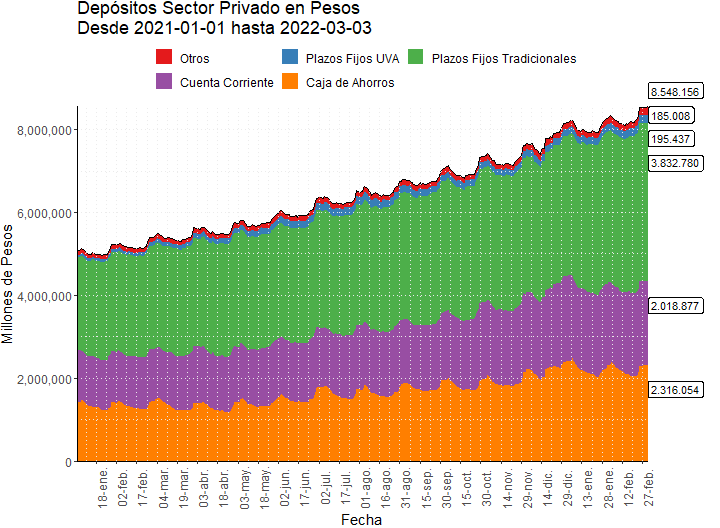 Depósitos Sector Privado en Pesos
Desde 2021-01-01 hasta 2022-03-03
Otros
Plazos Fijos UVA
Plazos Fijos Tradicionales
Cuenta Corriente
Caja de Ahorros
8.548.156
185.008
195.437
3.832.780
2.018.877
2.316.054
Millones de Pesos
8,000,000
6,000,000
4,000,000
2,000,000
0
18-ene.
02-feb.
17-feb.
04-mar.
19-mar.
03-abr.
18-abr.
03-may.
18-may.
02-jun.
17-jun.
02-jul.
17-jul.
01-ago.
16-ago.
31-ago.
15-sep.
30-sep.
15-oct.
30-oct.
14-nov.
29-nov.
14-dic.
29-dic.
13-ene.
28-ene.
12-feb.
27-feb.
Fecha